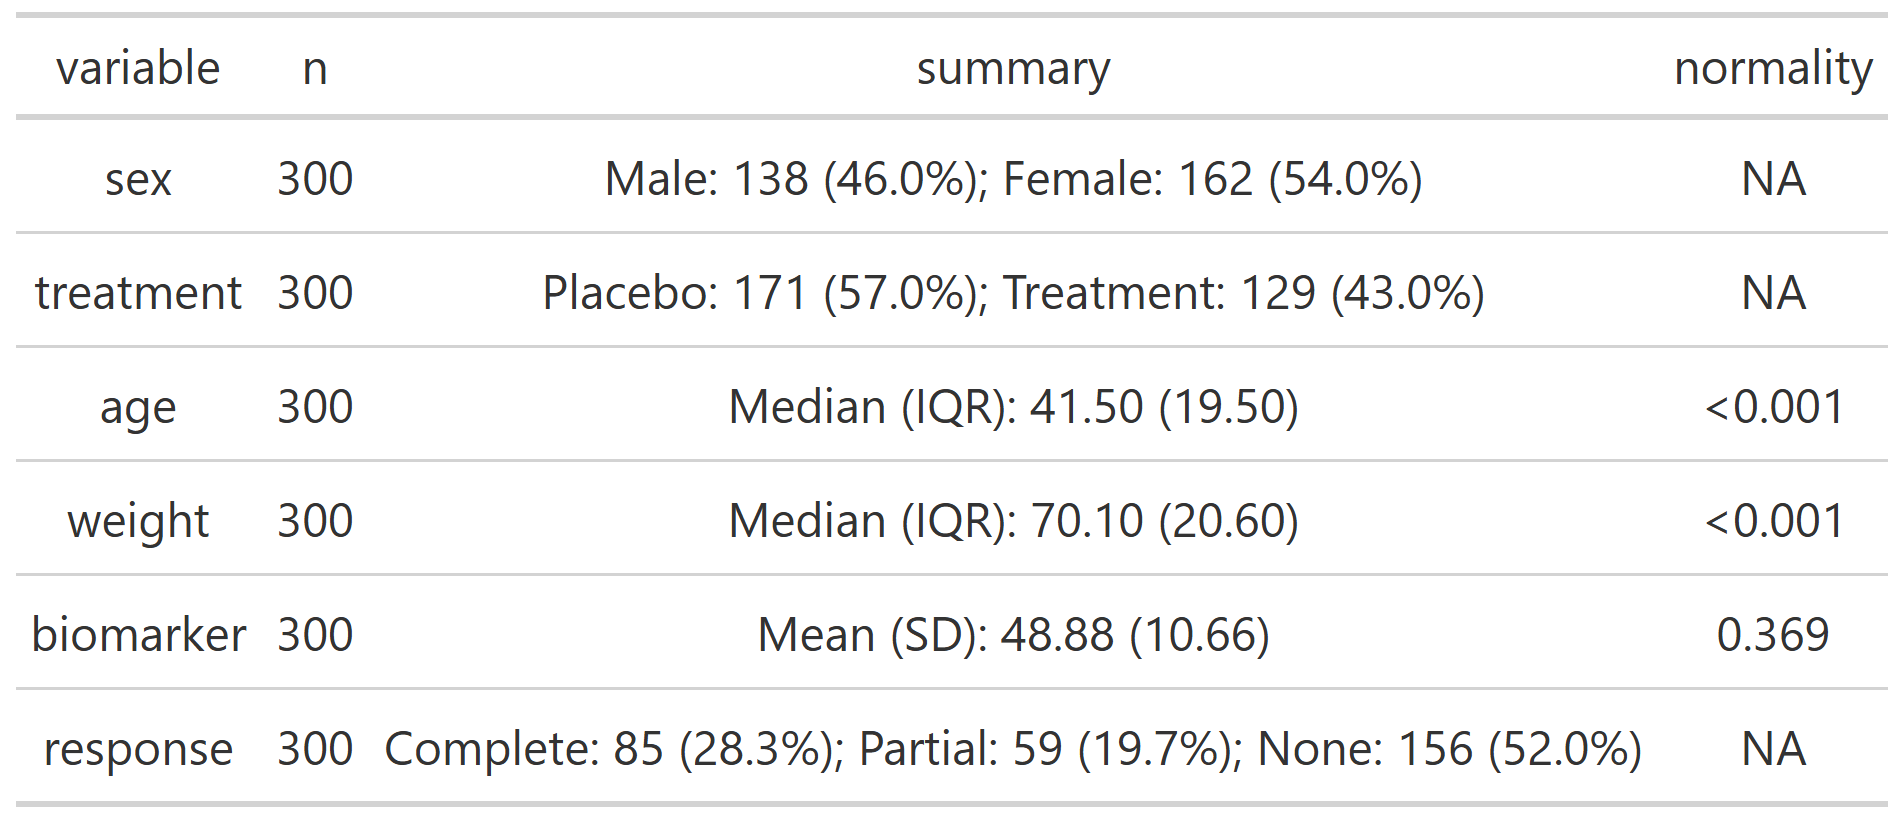 variable n summary normality
sex 300 Male: 138 (46.0%); Female: 162 (54.0%) NA
treatment 300 Placebo: 171 (57.0%); Treatment: 129 (43.0%) NA
age 300 Median (IQR): 41.50 (19.50) <0.001
weight 300 Median (IQR): 70.10 (20.60) <0.001
biomarker 300 Mean (SD): 48.88 (10.66) 0.369
response 300 Complete: 85 (28.3%); Partial: 59 (19.7%); None: 156 (52.0%) NA